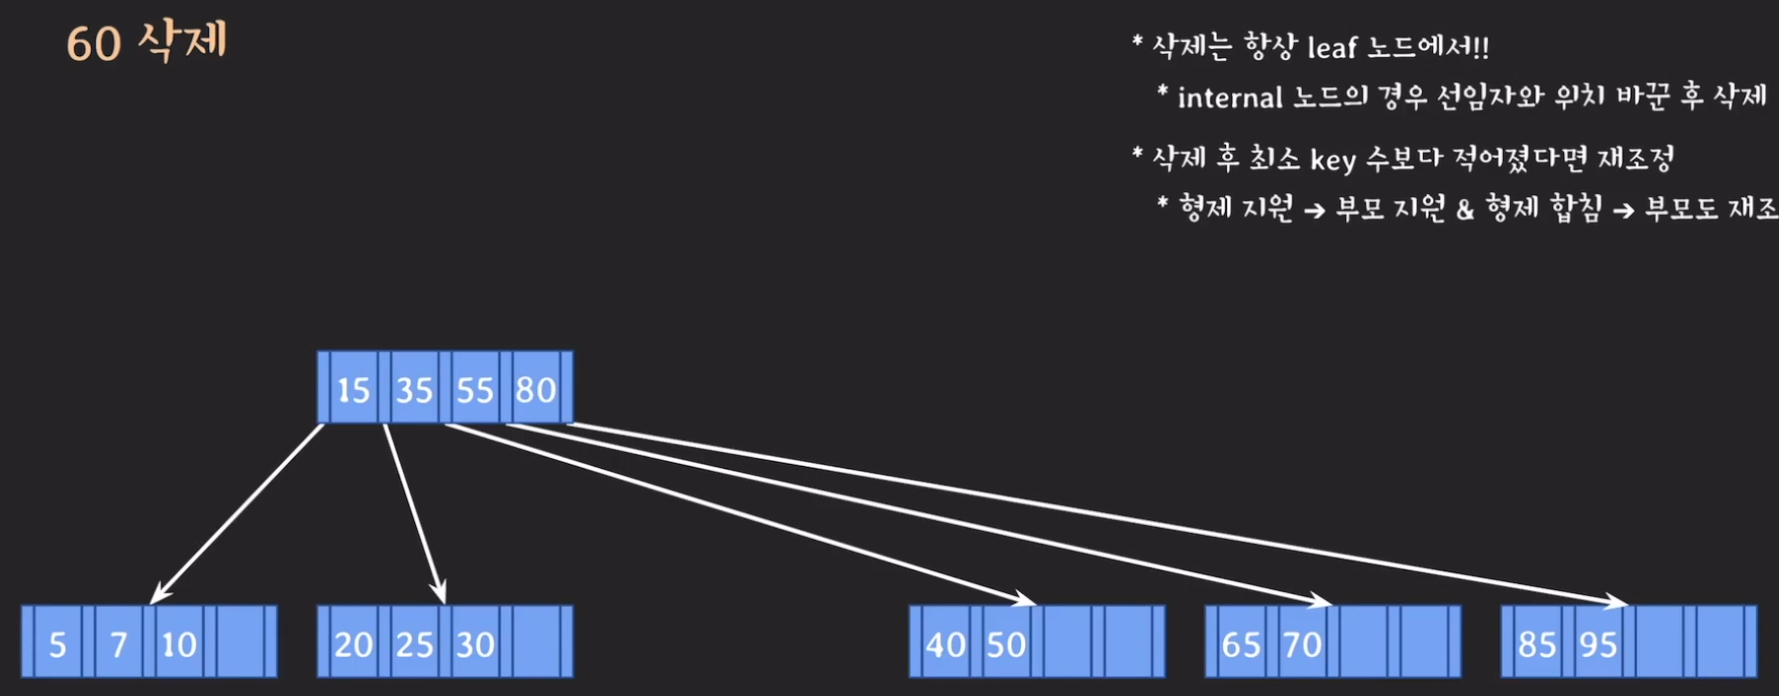 60 삭제
* 삭제는 항상 leaf 노드에서!!
* internal 노드의 경우 선임자와 위치 바꾼 후 삭제
* 삭제 후 최소 key 수보다 적어졌다면 재조정
* 형제 지원 → 부모 지원 & 형제 합침 → 부모도 재조
15 35 55 80
5 7 10
20 25 30
40 50
65 70
85 95